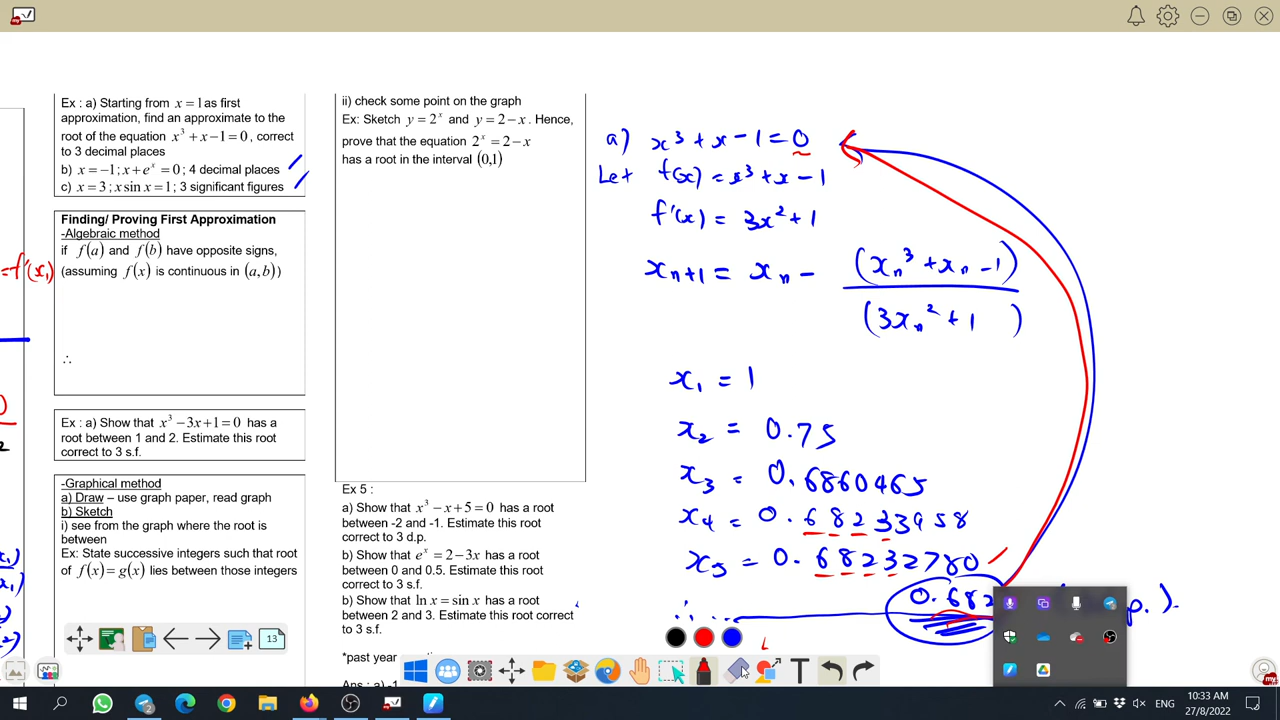 Ex : a) Starting from x = 1 as first
approximation, find an approximate to the
root of the equation x³ + x − 1 = 0, correct
to 3 decimal places
b) x = −1; x + eˣ = 0; 4 decimal places
c) x = 3; x sin x = 1; 3 significant figures
Finding/ Proving First Approximation
-Algebraic method
if f(a) and f(b) have opposite signs,
(assuming f(x) is continuous in (a, b))
∴
Ex : a) Show that x³ − 3x + 1 = 0 has a
root between 1 and 2. Estimate this root
correct to 3 s.f.
-Graphical method
a) Draw – use graph paper, read graph
b) Sketch
i) see from the graph where the root is
between
Ex: State successive integers such that root
of f(x) = g(x) lies between those integers
=f'(x₁)
ii) check some point on the graph
Ex: Sketch y = 2ˣ and y = 2 − x. Hence,
prove that the equation 2ˣ = 2 − x
has a root in the interval (0,1)
Ex 5 :
a) Show that x³ − x + 5 = 0 has a root
between -2 and -1. Estimate this root
correct to 3 d.p.
b) Show that eˣ = 2 − 3x has a root
between 0 and 0.5. Estimate this root
correct to 3 s.f.
b) Show that ln x = sin x has a root
between 2 and 3. Estimate this root correct
to 3 s.f.
*past year
a) x³ + x − 1 = 0
Let f(x) = x³ + x − 1
f'(x) = 3x² + 1
xₙ₊₁ = xₙ − (xₙ³ + xₙ − 1)
(3xₙ² + 1 )
x₁ = 1
x₂ = 0.75
x₃ = 0.6860465
x₄ = 0.68233958
x₅ = 0.68232780
∴ ... 0.682 p.).
13
ENG
10:33 AM
27/8/2022